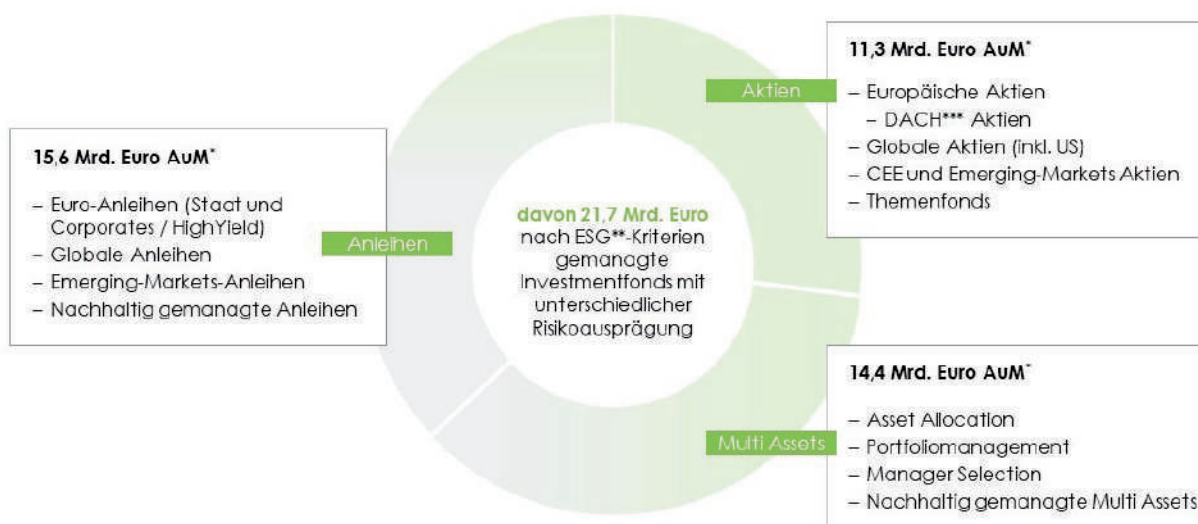 15,6 Mrd. Euro AuM*
– Euro-Anleihen (Staat und
Corporates / HighYield)
– Globale Anleihen
– Emerging-Markets-Anleihen
– Nachhaltig gemanagte Anleihen
Anleihen
davon 21,7 Mrd. Euro
nach ESG**-Kriterien
gemanagte
Investmentfonds mit
unterschiedlicher
Risikoausprägung
Aktien
11,3 Mrd. Euro AuM*
– Europäische Aktien
– DACH*** Aktien
– Globale Aktien (inkl. US)
– CEE und Emerging-Markets Aktien
– Themenfonds
Multi Assets
14,4 Mrd. Euro AuM*
– Asset Allocation
– Portfoliomanagement
– Manager Selection
– Nachhaltig gemanagte Multi Assets